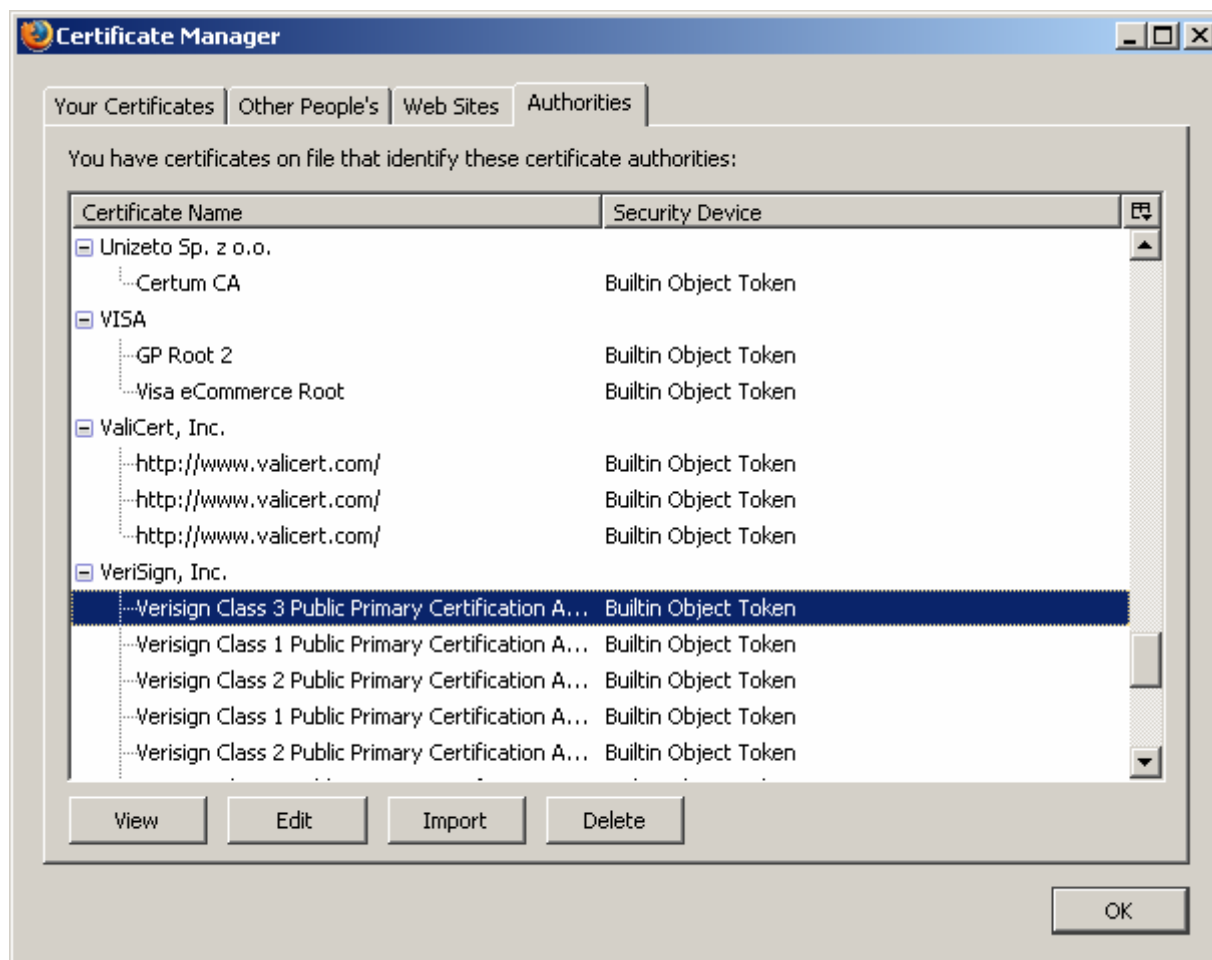 Certificate Manager
Your Certificates Other People's Web Sites Authorities
You have certificates on file that identify these certificate authorities:
Certificate Name Security Device
Unizeto Sp. z o.o.
Certum CA Builtin Object Token
VISA
GP Root 2 Builtin Object Token
Visa eCommerce Root Builtin Object Token
ValiCert, Inc.
http://www.valicert.com/ Builtin Object Token
http://www.valicert.com/ Builtin Object Token
http://www.valicert.com/ Builtin Object Token
VeriSign, Inc.
Verisign Class 3 Public Primary Certification A... Builtin Object Token
Verisign Class 1 Public Primary Certification A... Builtin Object Token
Verisign Class 2 Public Primary Certification A... Builtin Object Token
Verisign Class 1 Public Primary Certification A... Builtin Object Token
Verisign Class 2 Public Primary Certification A... Builtin Object Token
View Edit Import Delete
OK